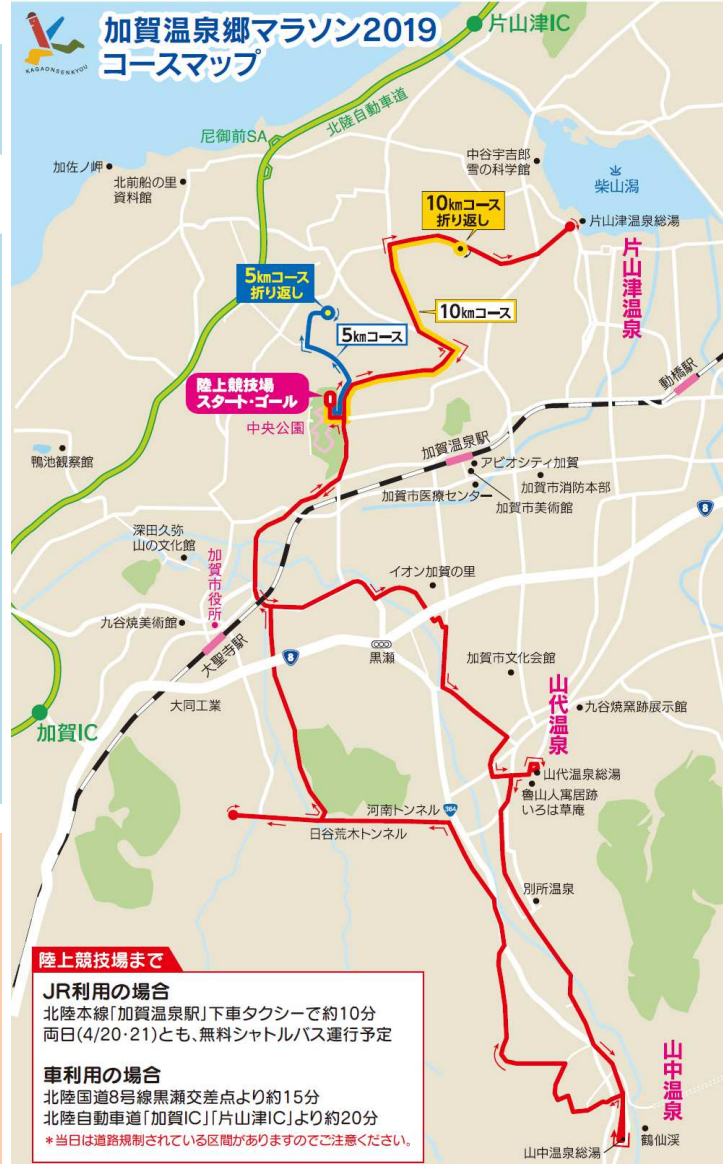 加賀温泉郷マラソン2019
コースマップ
KAGAONSENKYOU
片山津IC
北陸自動車道
尼御前SA
加佐ノ岬
北前船の里
資料館
中谷宇吉郎
雪の科学館
柴山潟
10kmコース
折り返し
片山津温泉総湯
片山津温泉
5kmコース
折り返し
10kmコース
5kmコース
陸上競技場
スタート・ゴール
中央公園
動橋駅
加賀温泉駅
アビオシティ加賀
鴨池観察館
加賀市医療センター
加賀市消防本部
加賀市美術館
8
深田久弥
山の文化館
加賀市役所
イオン加賀の里
九谷焼美術館
大聖寺駅
8
黒瀬
加賀市文化会館
大同工業
加賀IC
山代温泉
九谷焼窯跡展示館
山代温泉総湯
魯山人寓居跡
いろは草庵
河南トンネル
364
日谷荒木トンネル
別所温泉
陸上競技場まで
JR利用の場合
北陸本線「加賀温泉駅」下車タクシーで約10分
両日(4/20・21)とも、無料シャトルバス運行予定
車利用の場合
北陸国道8号線黒瀬交差点より約15分
北陸自動車道「加賀IC」「片山津IC」より約20分
*当日は道路規制されている区間がありますのでご注意ください。
山中温泉
山中温泉総湯
鶴仙渓